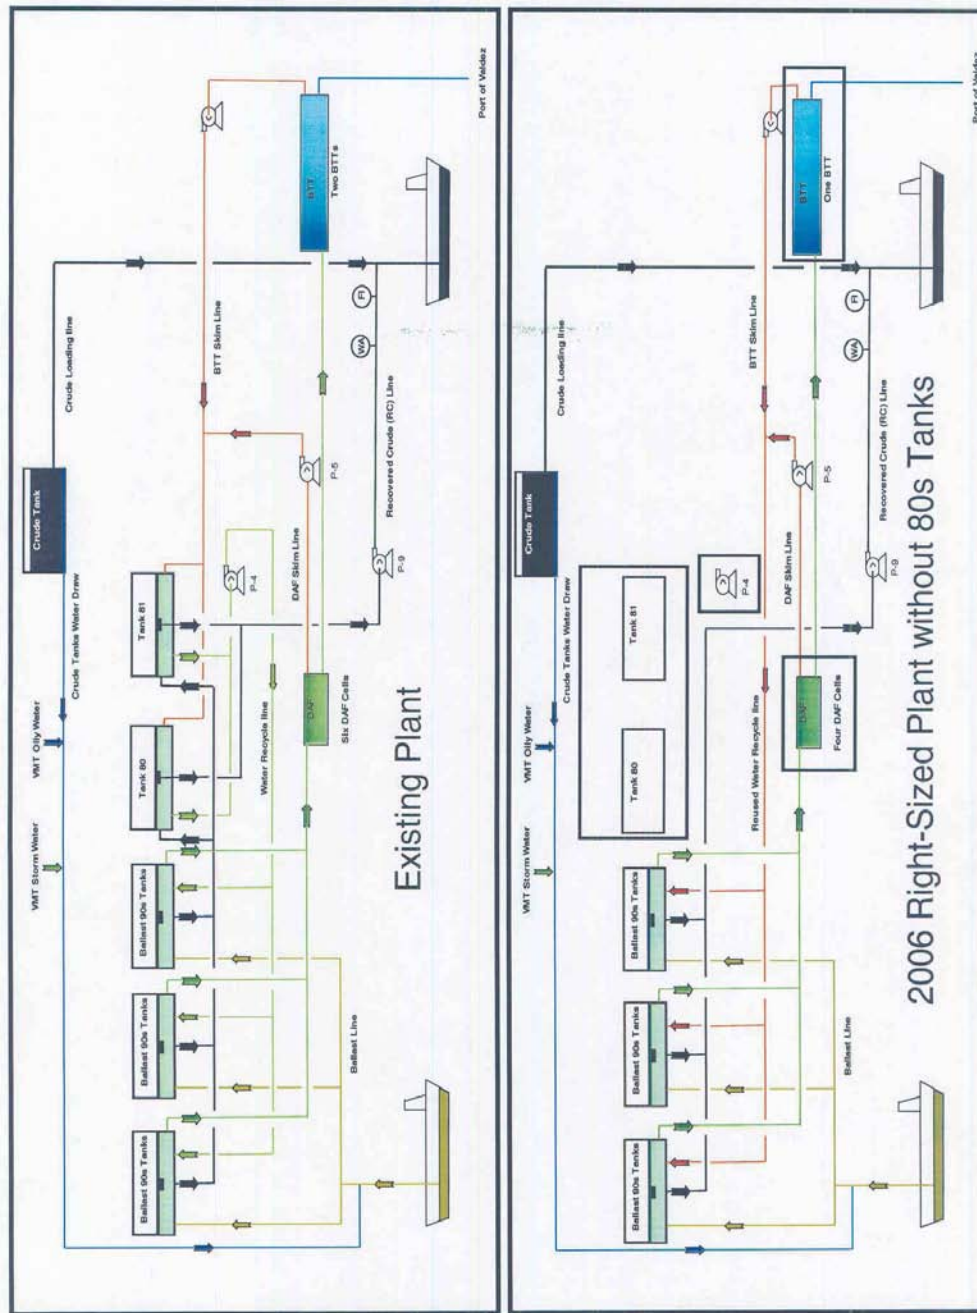 Existing Plant
Port of Valdez
BTT
Two BTTs
BTT Skim Line
Crude Loading line
FI
WA
Recovered Crude (RC) Line
P-9
P-5
DAF Skim Line
P-4
Crude Tank
Crude Tanks Water Draw
VMT Oily Water
VMT Storm Water
Tank 81
Tank 80
Water Recycle line
DAF
Six DAF Cells
Ballast 90s Tanks
Ballast 90s Tanks
Ballast 90s Tanks
Ballast Line
2006 Right-Sized Plant without 80s Tanks
Port of Valdez
BTT
One BTT
BTT Skim Line
Crude Loading line
FI
WA
Recovered Crude (RC) Line
P-9
P-5
DAF Skim Line
P-4
Crude Tank
Crude Tanks Water Draw
VMT Oily Water
VMT Storm Water
Tank 81
Tank 80
Reused Water Recycle line
DAF
Four DAF Cells
Ballast 90s Tanks
Ballast 90s Tanks
Ballast 90s Tanks
Ballast Line